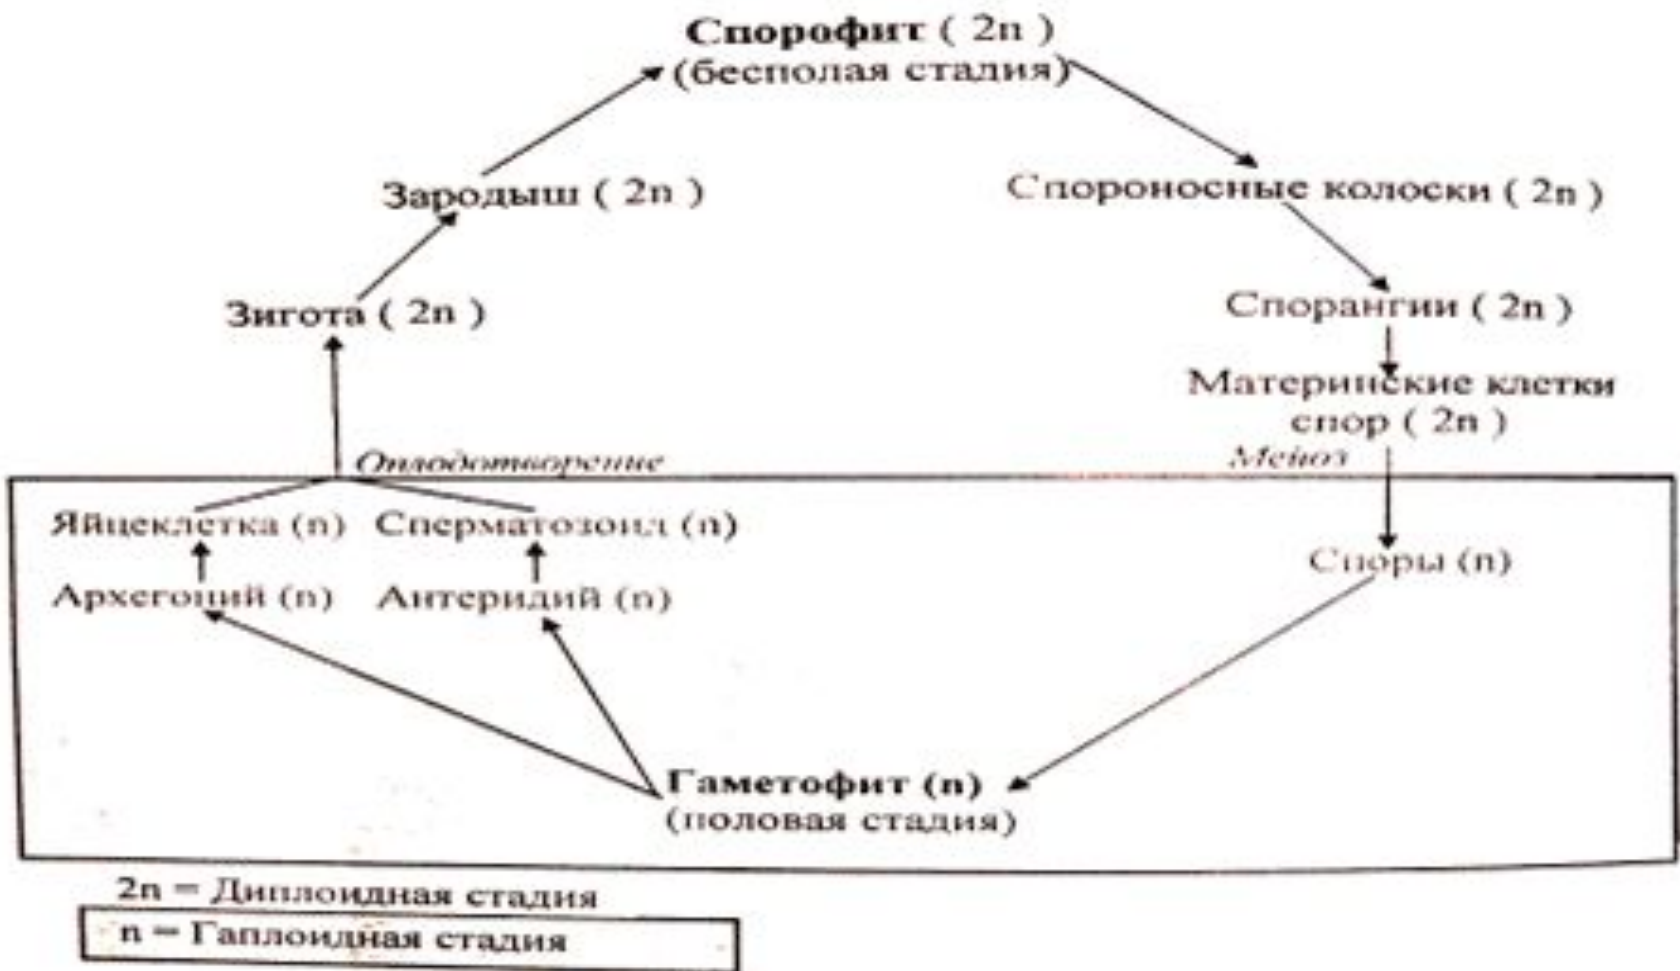 Спорофит ( 2n )
(бесполая стадия)
Зародыш ( 2n )
Спороносные колоски ( 2n )
Зигота ( 2n )
Спорангии ( 2n )
Материнские клетки
спор ( 2n )
Оплодотворение
Мейоз
Яйцеклетка (n)
Сперматозоид (n)
Споры (n)
Архегоний (n)
Антеридий (n)
Гаметофит (n)
(половая стадия)
2n = Диплоидная стадия
n = Гаплоидная стадия